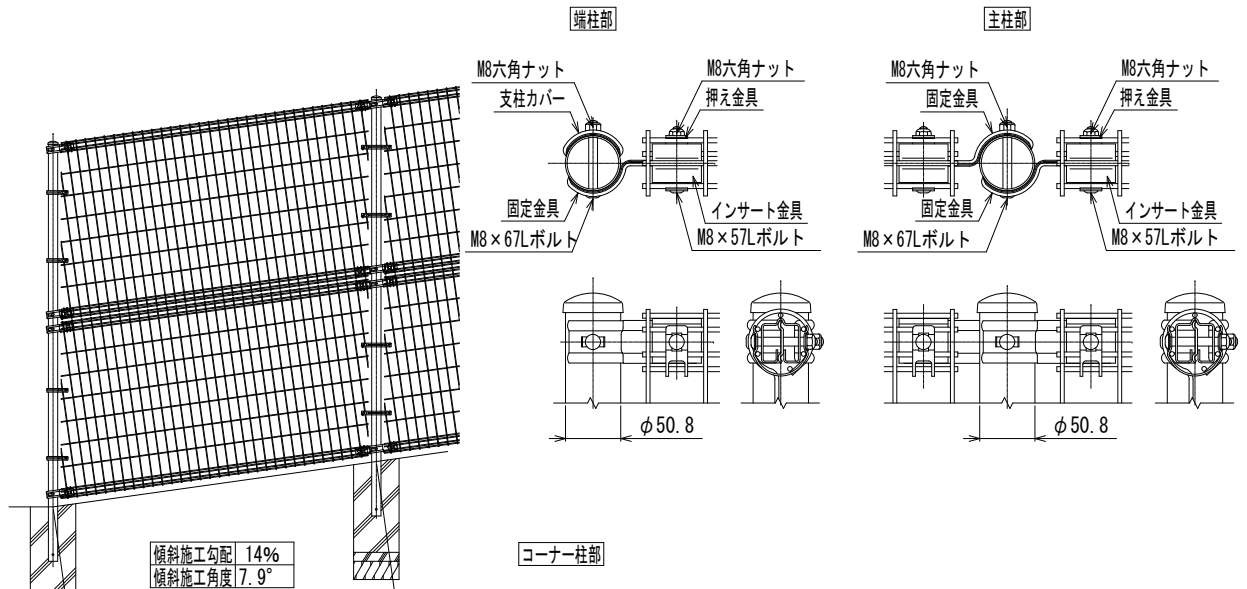 端柱部
M8六角ナット
支柱カバー
M8六角ナット
押え金具
固定金具
M8×67Lボルト
インサート金具
M8×57Lボルト
φ50.8
主柱部
M8六角ナット
固定金具
M8六角ナット
押え金具
固定金具
M8×67Lボルト
インサート金具
M8×57Lボルト
φ50.8
傾斜施工勾配 14%
傾斜施工角度 7.9°
コーナー柱部